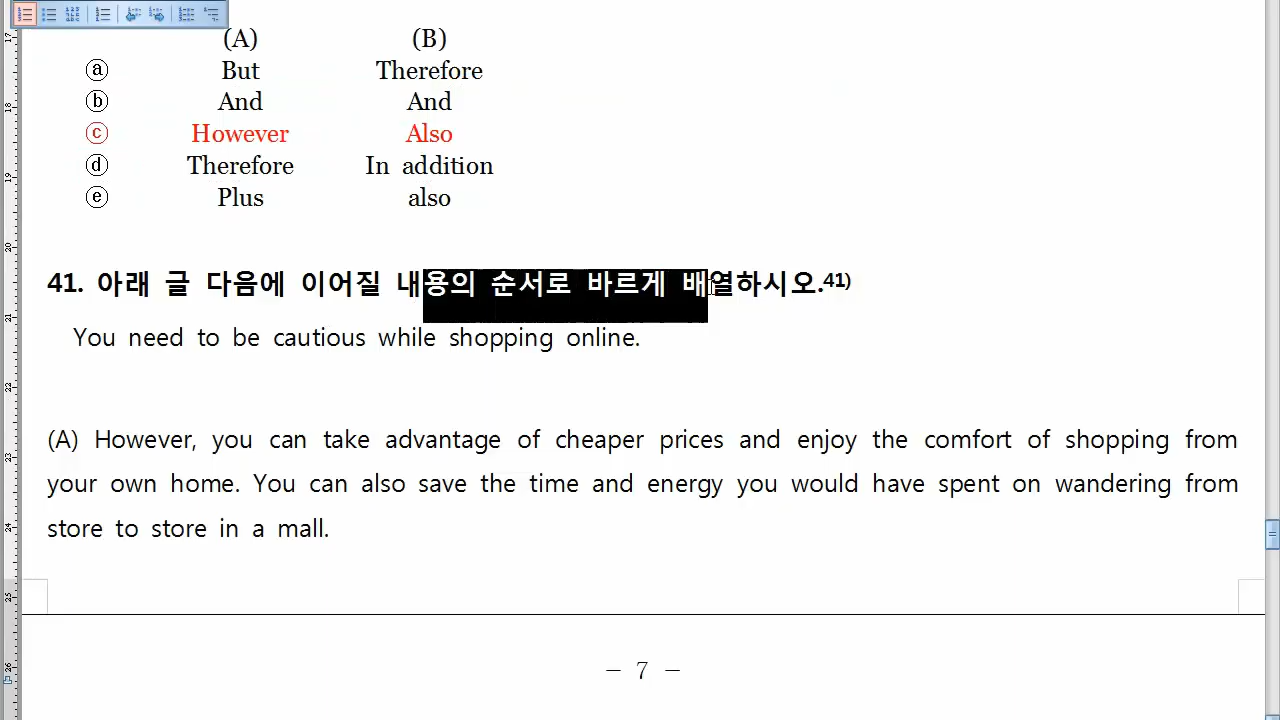 (A) (B)
ⓐ But Therefore
ⓑ And And
ⓒ However Also
ⓓ Therefore In addition
ⓔ Plus also
41. 아래 글 다음에 이어질 내용의 순서로 바르게 배열하시오.41)
You need to be cautious while shopping online.
(A) However, you can take advantage of cheaper prices and enjoy the comfort of shopping from
your own home. You can also save the time and energy you would have spent on wandering from
store to store in a mall.
- 7 -